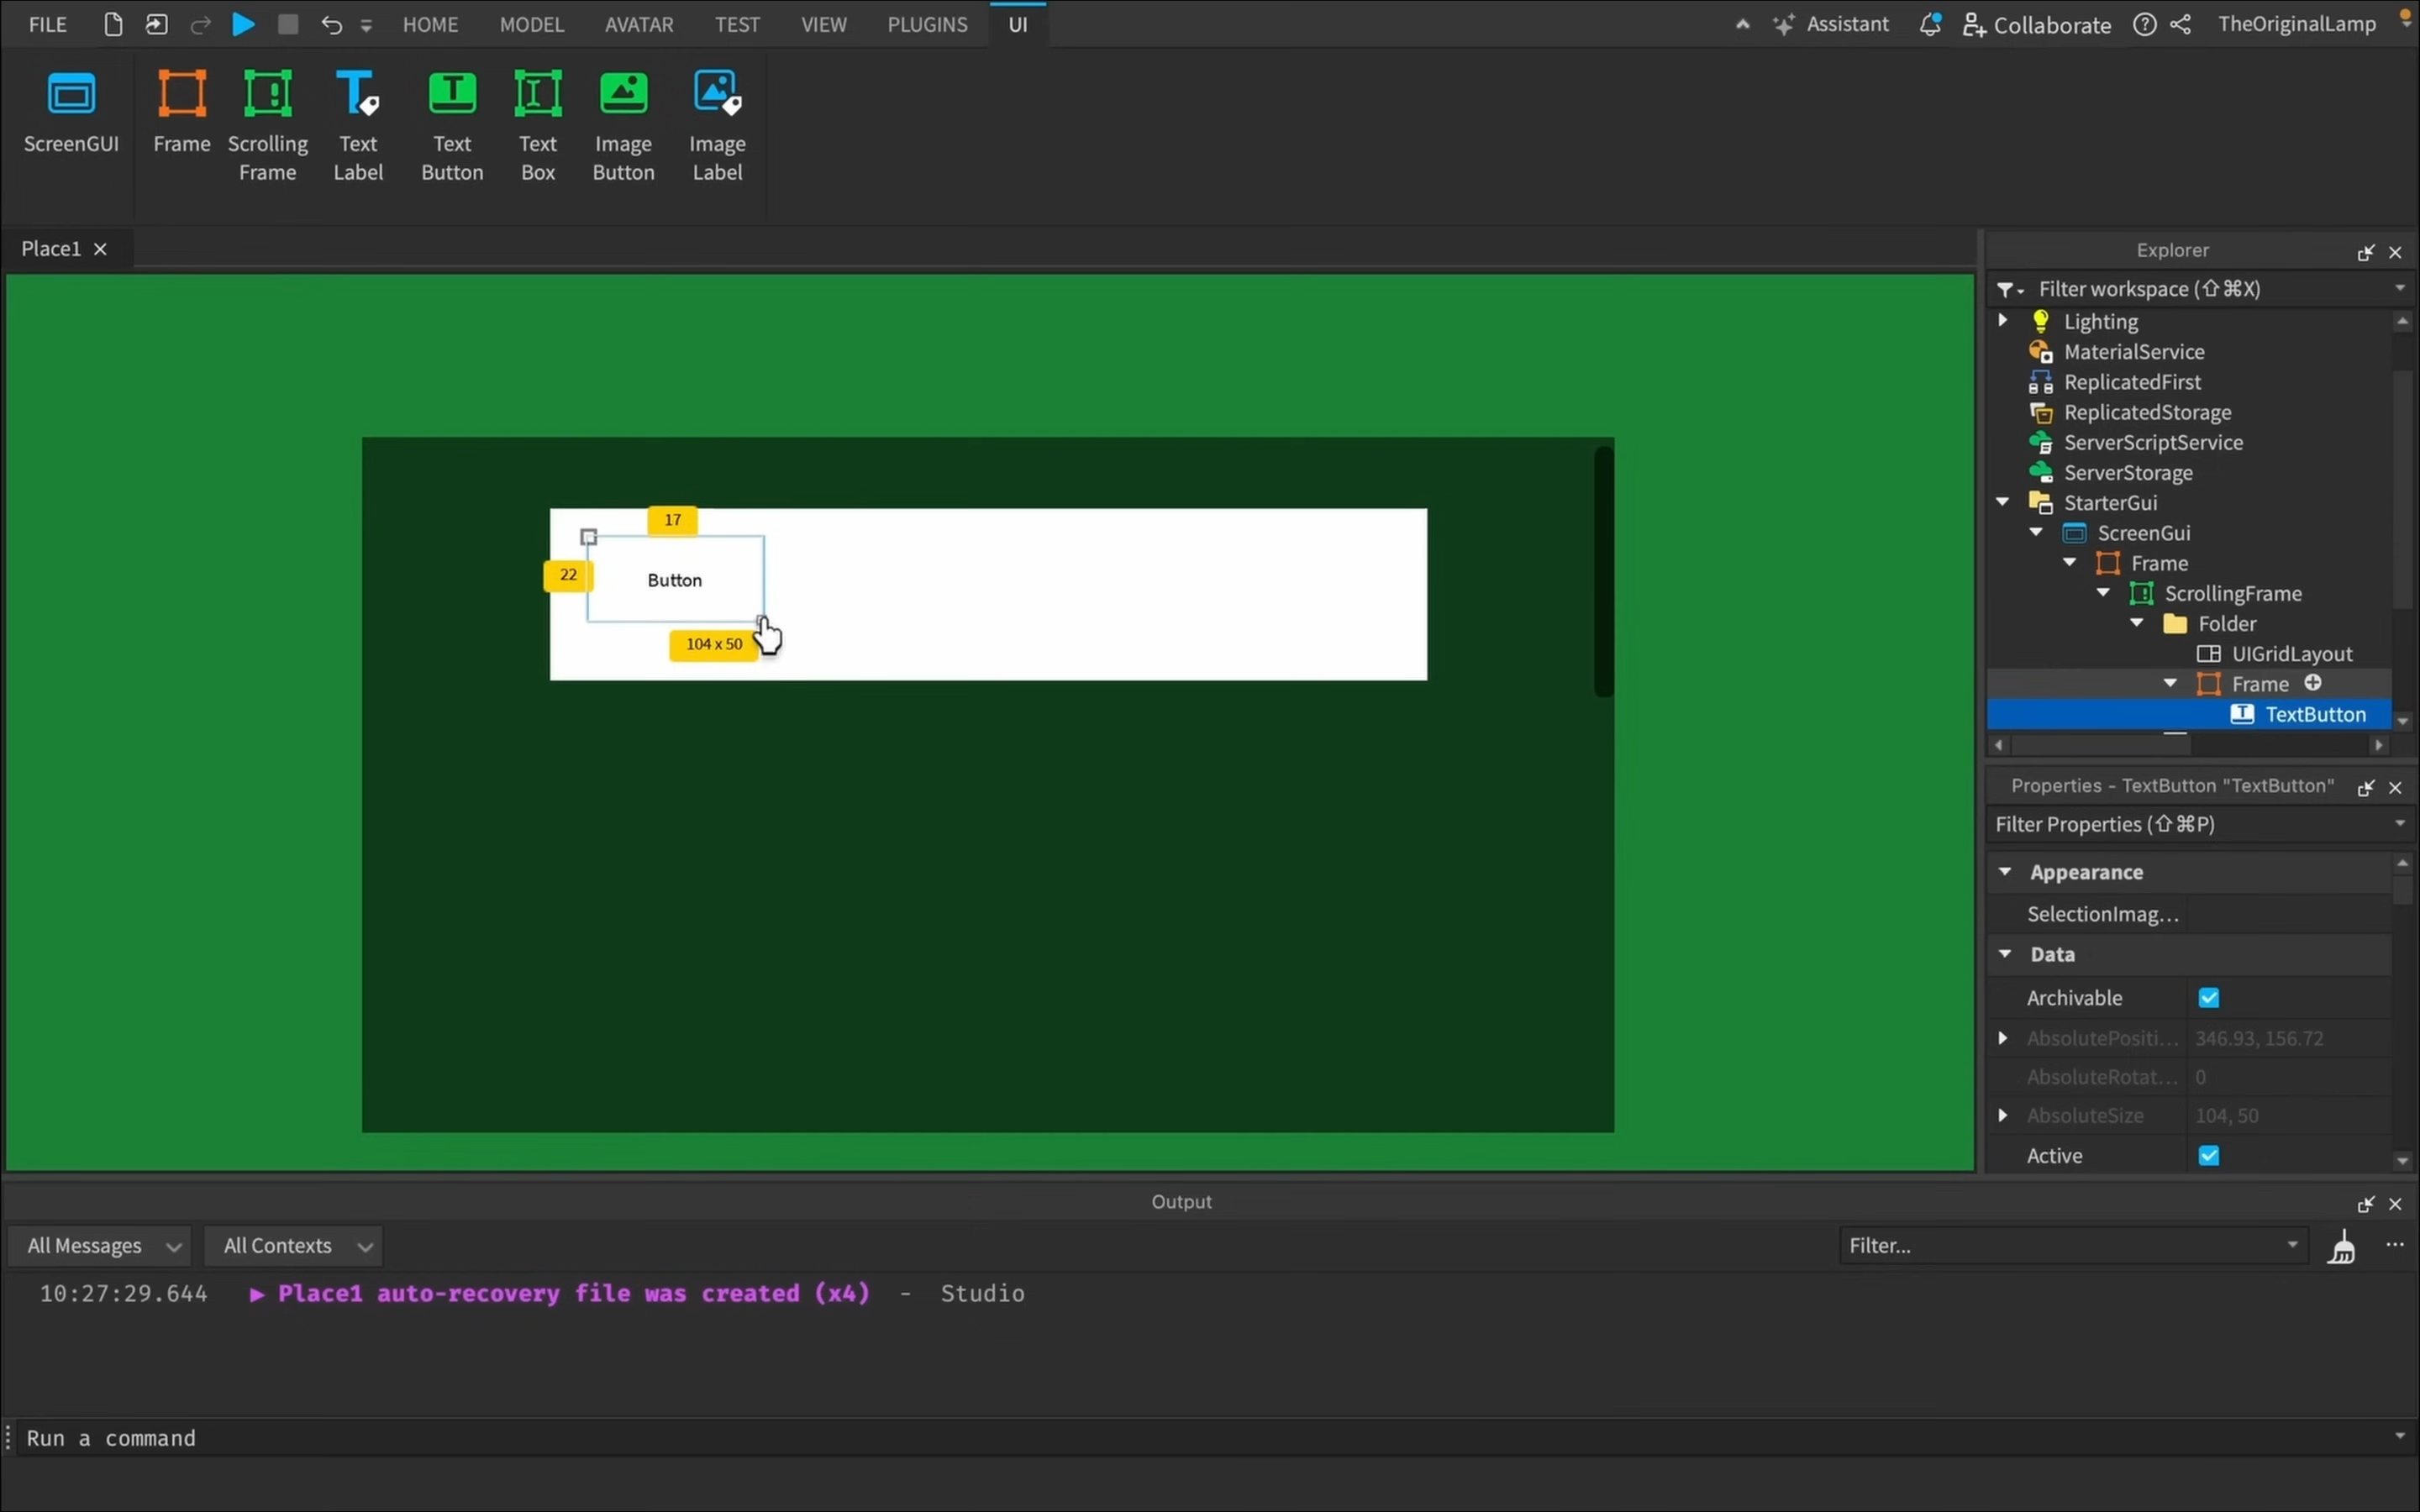 FILE HOME MODEL AVATAR TEST VIEW PLUGINS UI Assistant Collaborate TheOriginalLamp
ScreenGUI
Frame
Scrolling
Frame
Text
Label
Text
Button
Text
Box
Image
Button
Image
Label
Place1
17
22
Button
104 x 50
Explorer
Filter workspace (⇧⌘X)
Lighting
MaterialService
ReplicatedFirst
ReplicatedStorage
ServerScriptService
ServerStorage
StarterGui
ScreenGui
Frame
ScrollingFrame
Folder
UIGridLayout
Frame
TextButton
Properties - TextButton "TextButton"
Filter Properties (⇧⌘P)
Appearance
SelectionImag...
Data
Archivable
AbsolutePositi... 346.93, 156.72
AbsoluteRotat... 0
AbsoluteSize 104, 50
Active
Output
All Messages All Contexts Filter... ...
10:27:29.644 ▶ Place1 auto-recovery file was created (x4) - Studio
Run a command